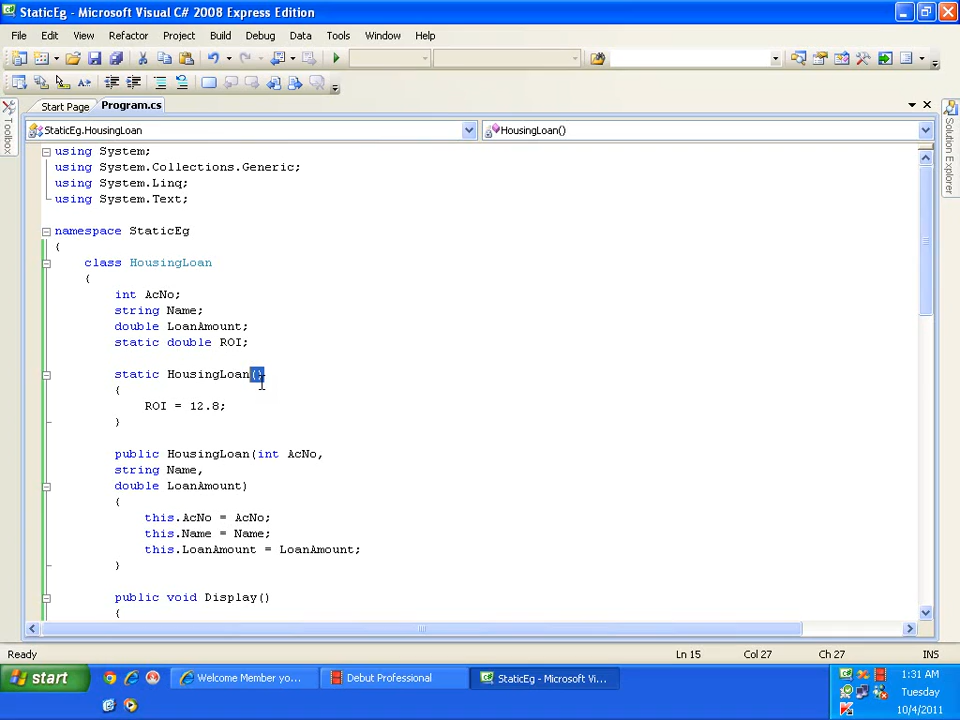 StaticEg - Microsoft Visual C# 2008 Express Edition
File Edit View Refactor Project Build Debug Data Tools Window Help
Start Page Program.cs
StaticEg.HousingLoan HousingLoan()
Toolbox
Solution Explorer
using System;
using System.Collections.Generic;
using System.Linq;
using System.Text;
namespace StaticEg
{
class HousingLoan
{
int AcNo;
string Name;
double LoanAmount;
static double ROI;
static HousingLoan()
{
ROI = 12.8;
}
public HousingLoan(int AcNo,
string Name,
double LoanAmount)
{
this.AcNo = AcNo;
this.Name = Name;
this.LoanAmount = LoanAmount;
}
public void Display()
{
Ready Ln 15 Col 27 Ch 27 INS
start Welcome Member yo... Debut Professional StaticEg - Microsoft Vi... 1:31 AM
Tuesday
10/4/2011